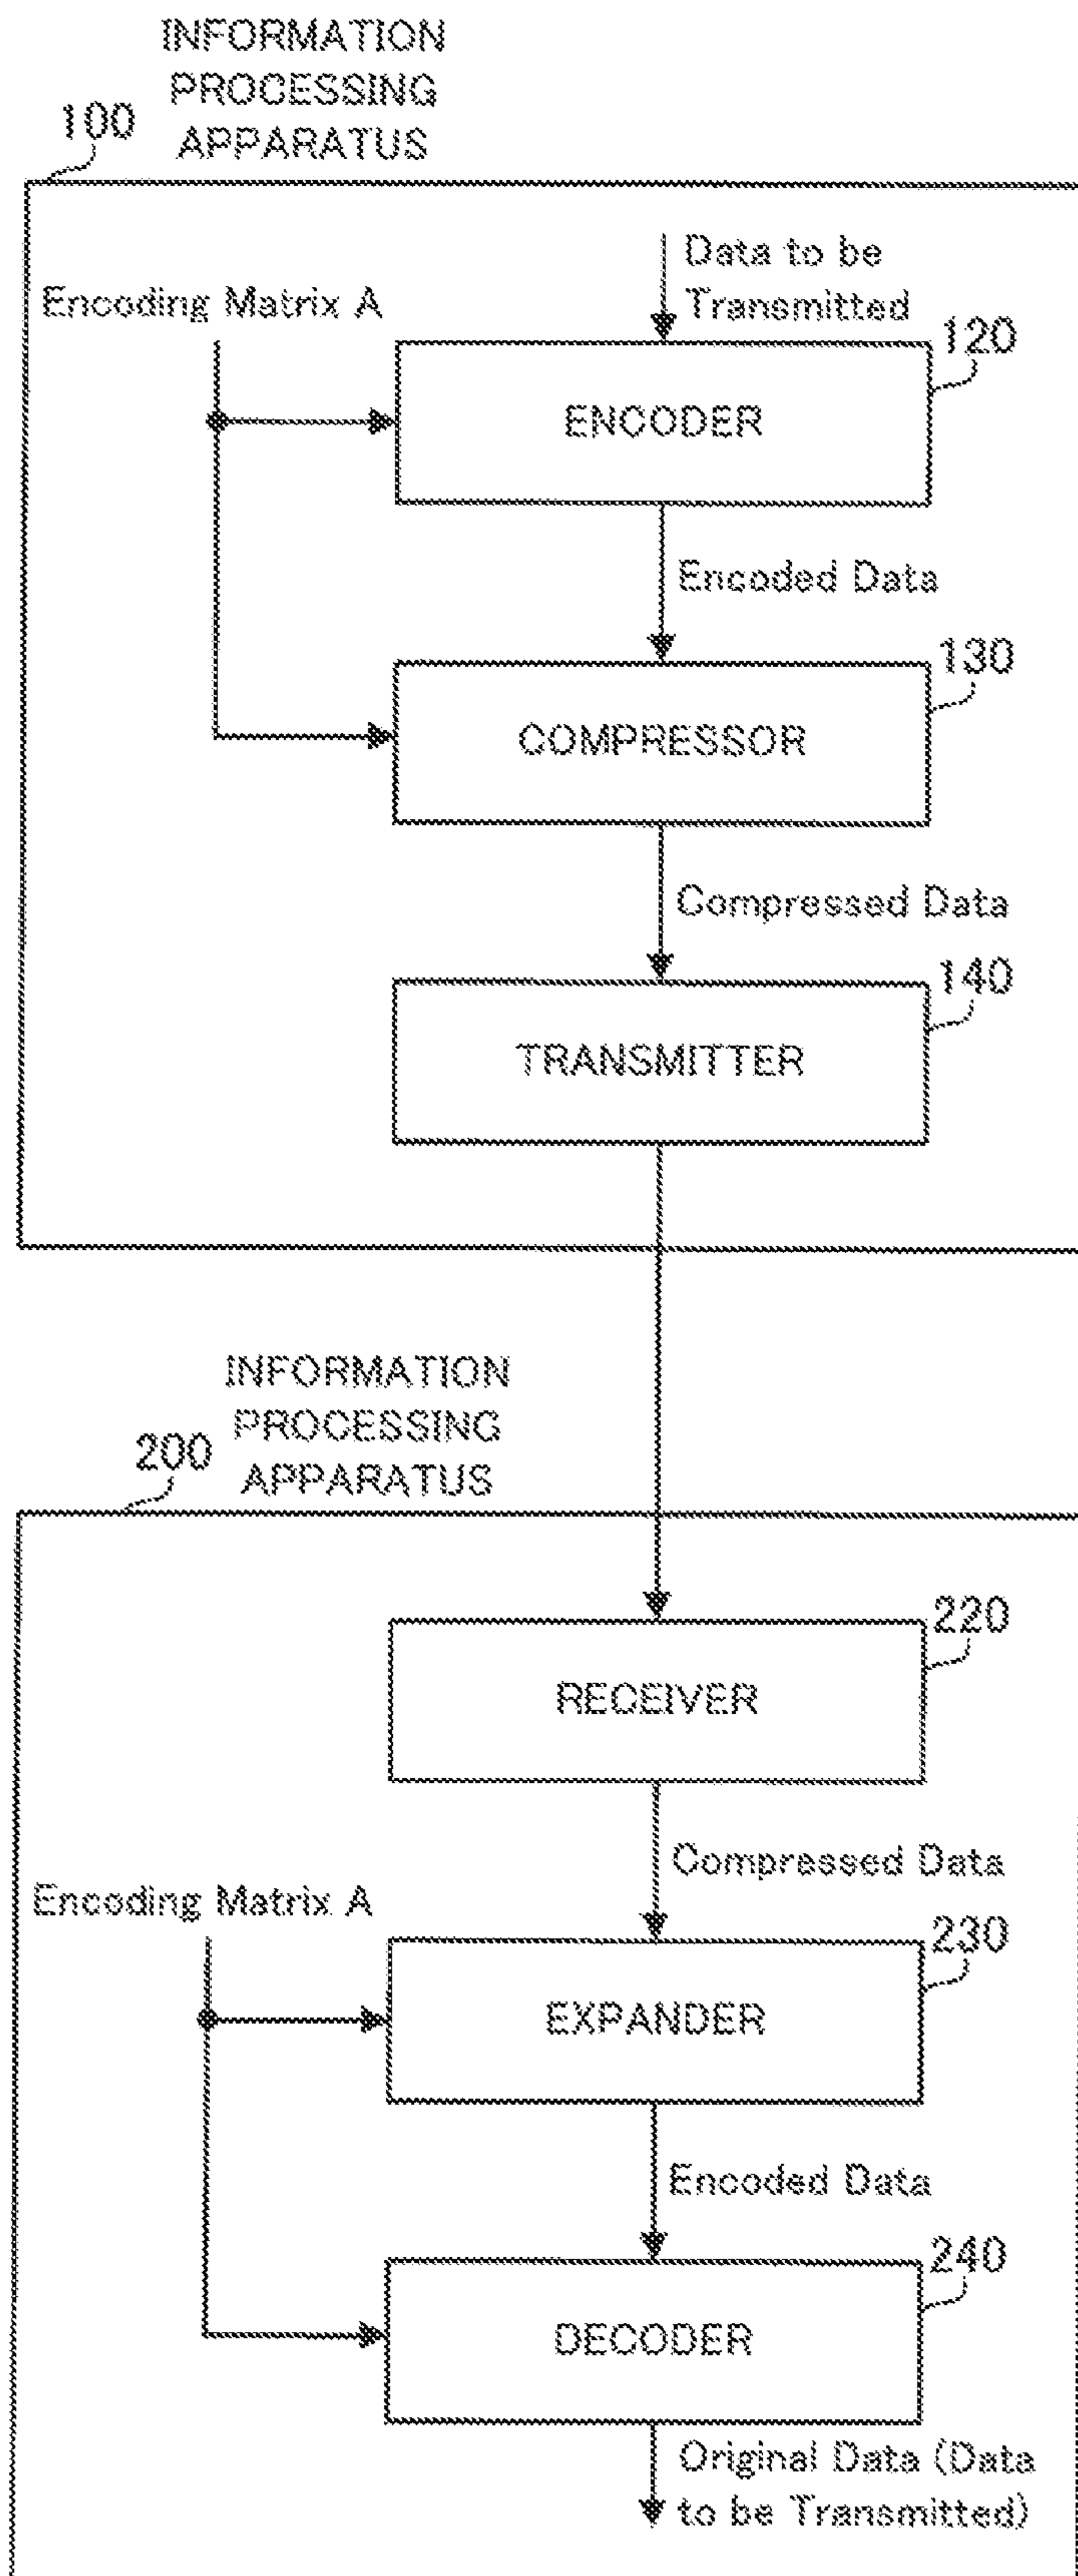 INFORMATION
PROCESSING
APPARATUS
100
Data to be
Transmitted
Encoding Matrix A
120
ENCODER
Encoded Data
130
COMPRESSOR
Compressed Data
140
TRANSMITTER
INFORMATION
PROCESSING
APPARATUS
200
220
RECEIVER
Compressed Data
Encoding Matrix A
230
EXPANDER
Encoded Data
240
DECODER
Original Data (Data
to be Transmitted)